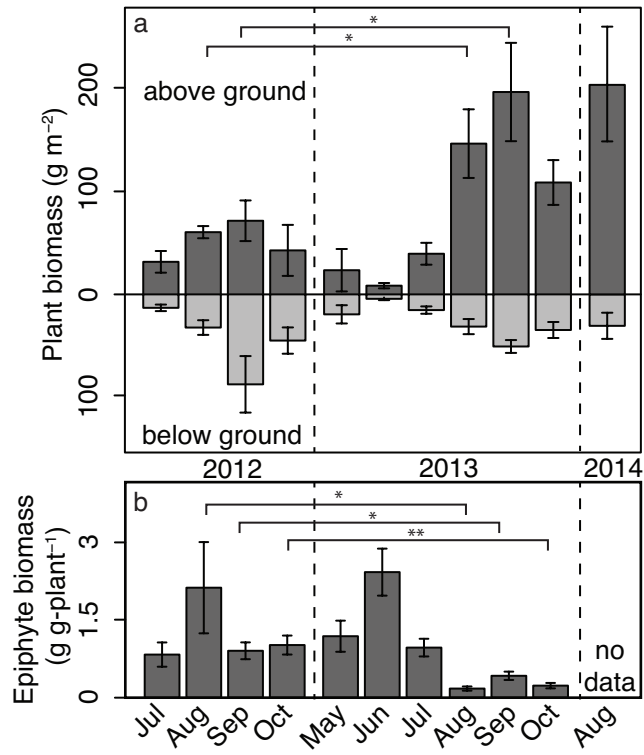 a
*
*
above ground
200
100
0
100
Plant biomass (g m⁻²)
below ground
2012
2013
2014
b
*
*
**
3
1.5
0
Epiphyte biomass
(g g-plant⁻¹)
no
data
Jul
Aug
Sep
Oct
May
Jun
Jul
Aug
Sep
Oct
Aug